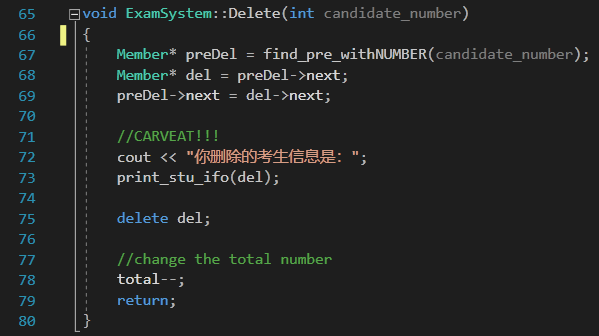 65 void ExamSystem::Delete(int candidate_number)
66 {
67 Member* preDel = find_pre_withNUMBER(candidate_number);
68 Member* del = preDel->next;
69 preDel->next = del->next;
70
71 //CARVEAT!!!
72 cout << "你删除的考生信息是：";
73 print_stu_ifo(del);
74
75 delete del;
76
77 //change the total number
78 total--;
79 return;
80 }